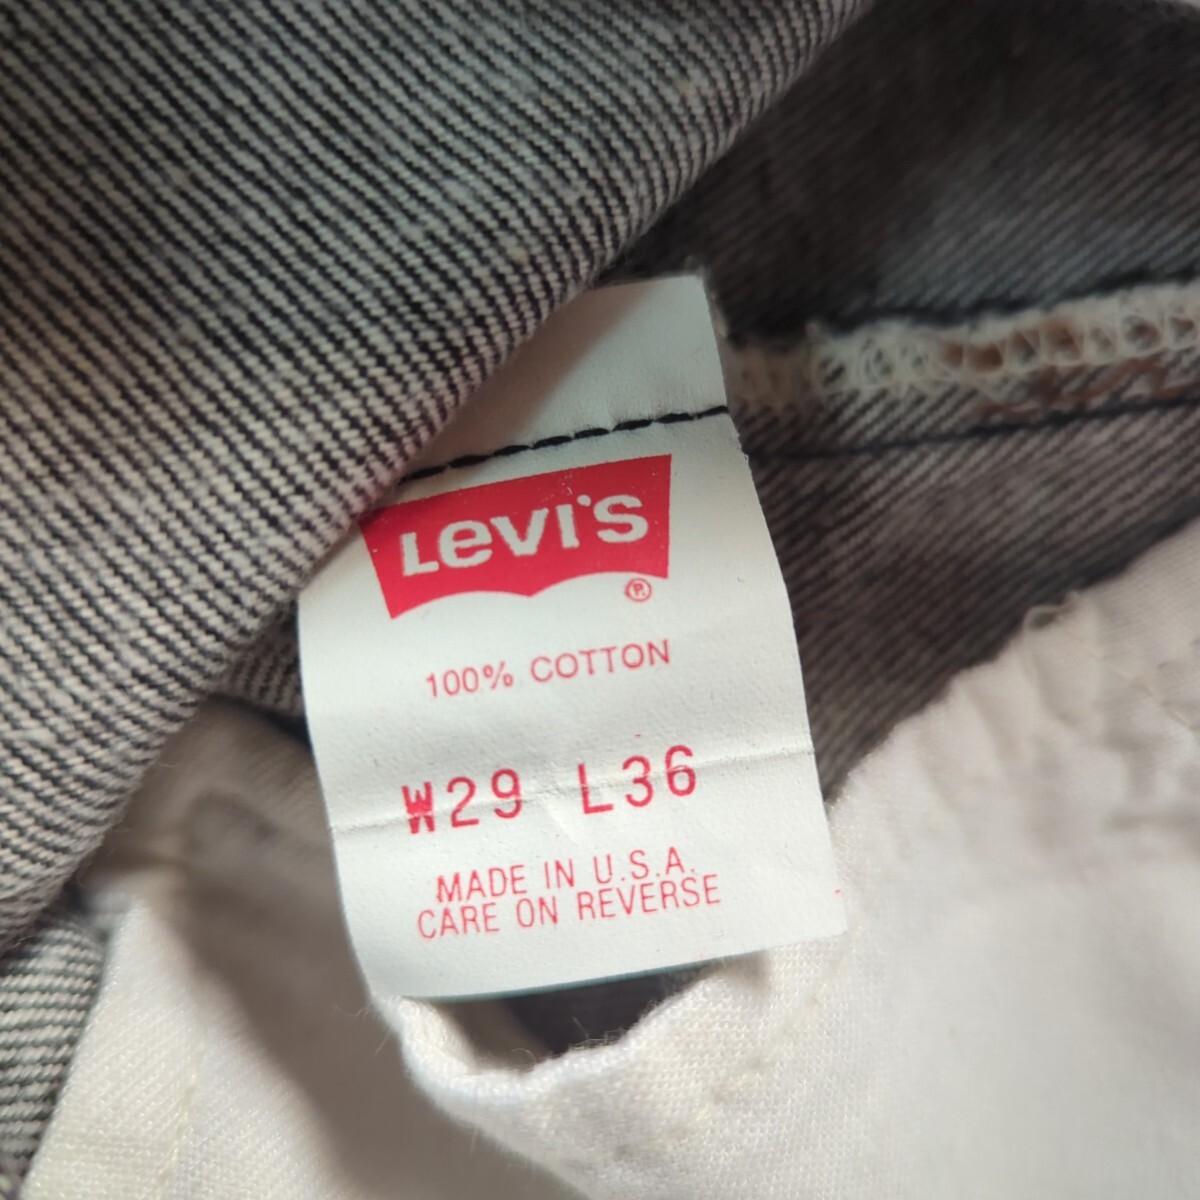 LEVI'S
®
100% COTTON
W29 L36
MADE IN U.S.A.
CARE ON REVERSE